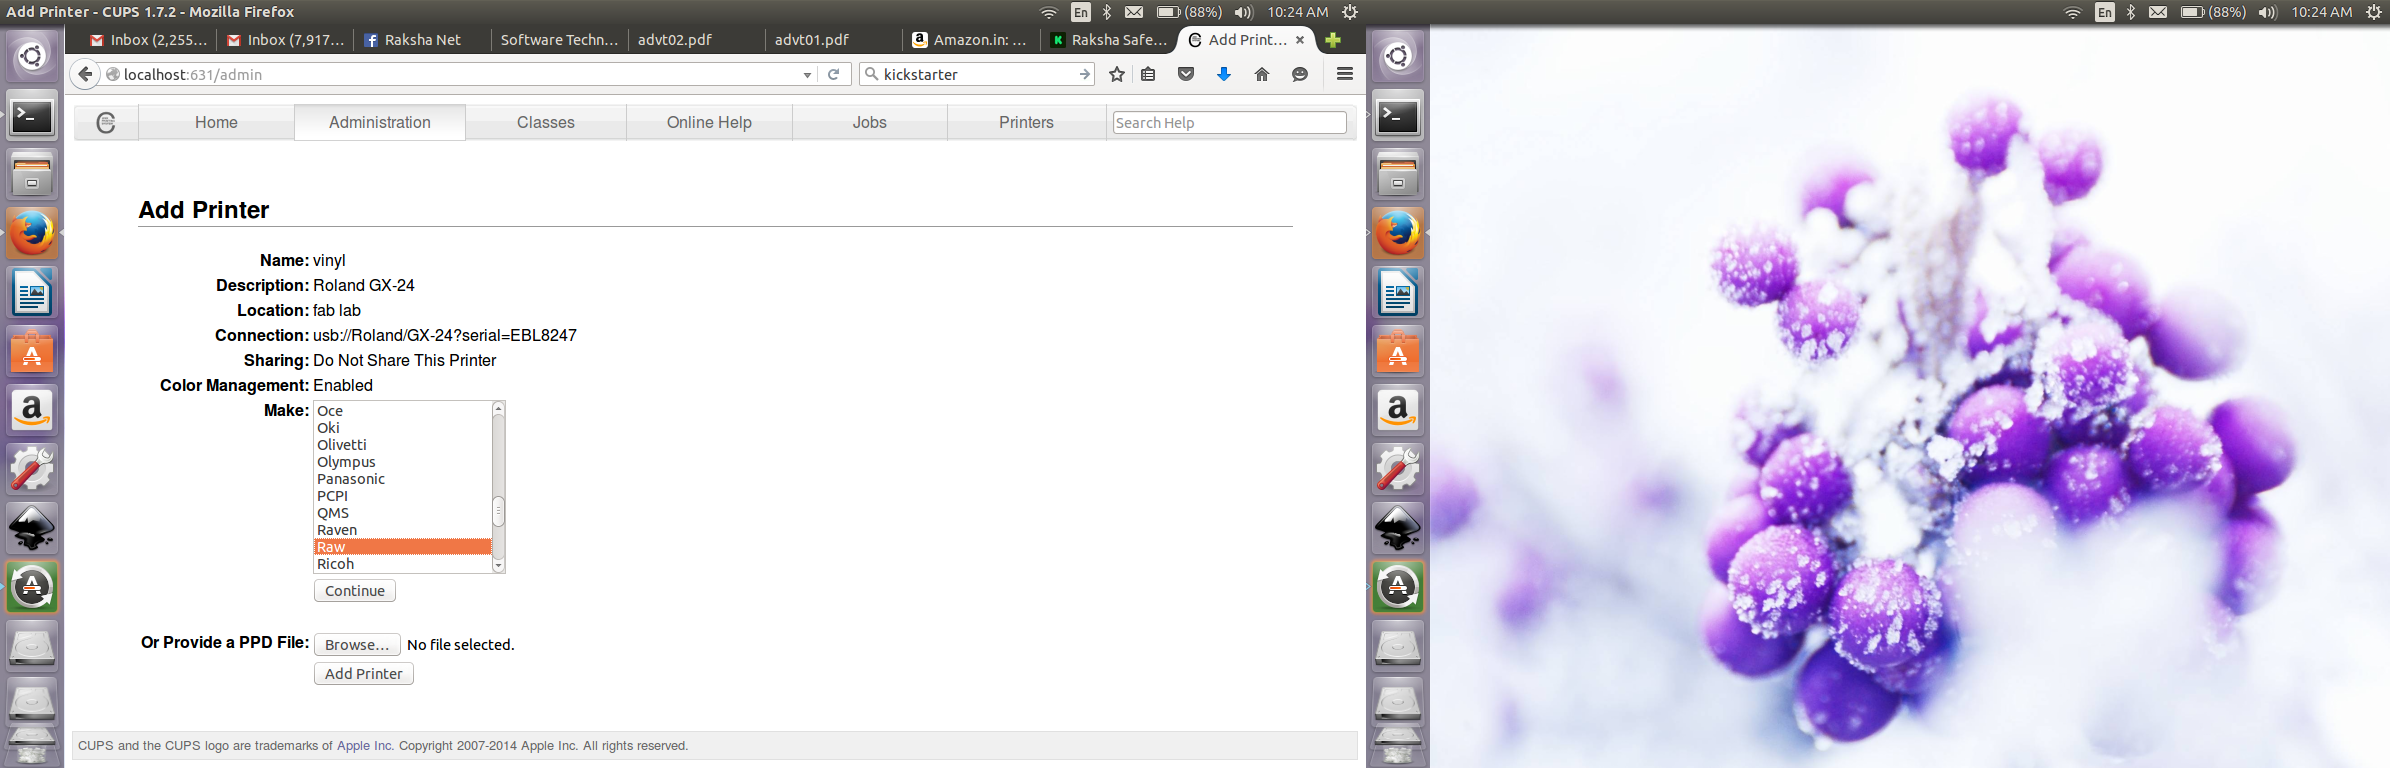 Add Printer - CUPS 1.7.2 - Mozilla Firefox
En (88%) 10:24 AM
En (88%) 10:24 AM
Inbox (2,255... Inbox (7,917... Raksha Net Software Techn... advt02.pdf advt01.pdf Amazon.in: ... Raksha Safe... Add Print...
localhost:631/admin kickstarter
Home Administration Classes Online Help Jobs Printers Search Help
Add Printer
Name: vinyl
Description: Roland GX-24
Location: fab lab
Connection: usb://Roland/GX-24?serial=EBL8247
Sharing: Do Not Share This Printer
Color Management: Enabled
Make: Oce
Oki
Olivetti
Olympus
Panasonic
PCPI
QMS
Raven
Raw
Ricoh
Continue
Or Provide a PPD File: Browse... No file selected.
Add Printer
CUPS and the CUPS logo are trademarks of Apple Inc. Copyright 2007-2014 Apple Inc. All rights reserved.